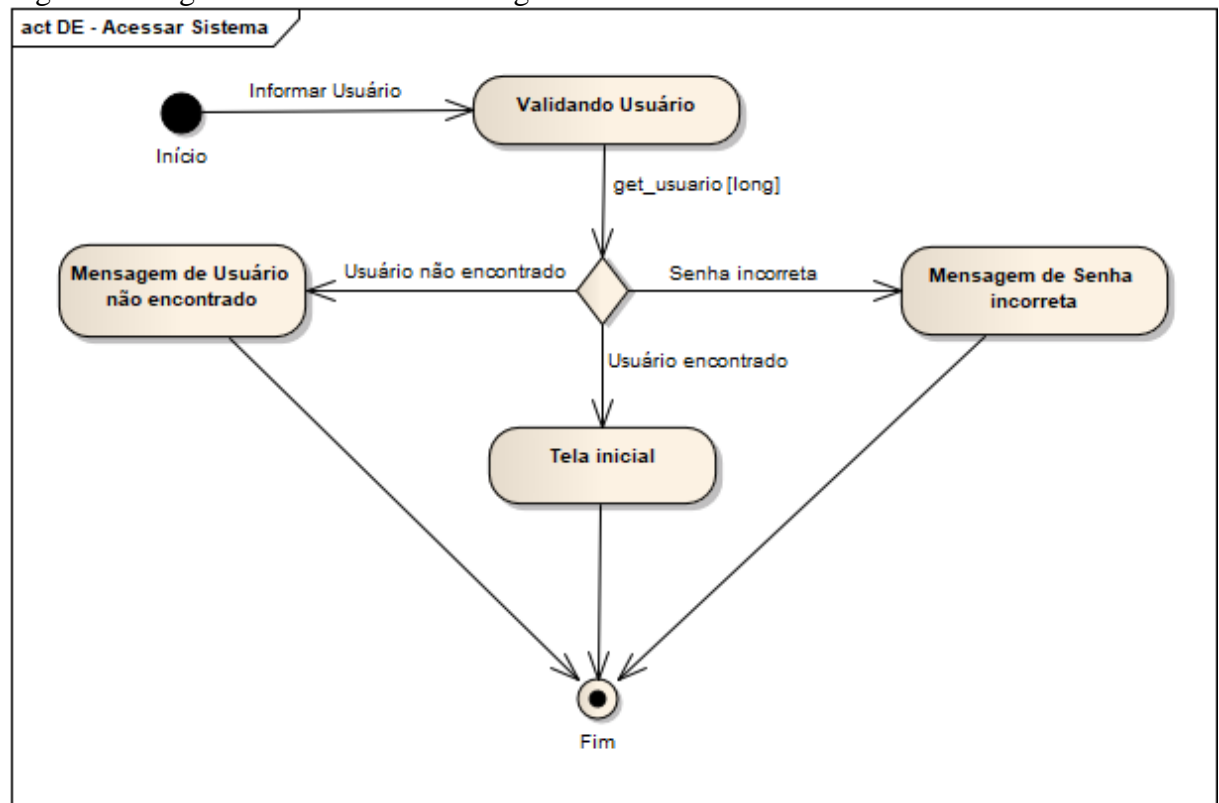 act DE - Acessar Sistema
Informar Usuário
Validando Usuário
Início
get_usuario [long]
Mensagem de Usuário
não encontrado
Usuário não encontrado
Senha incorreta
Mensagem de Senha
incorreta
Usuário encontrado
Tela inicial
Fim